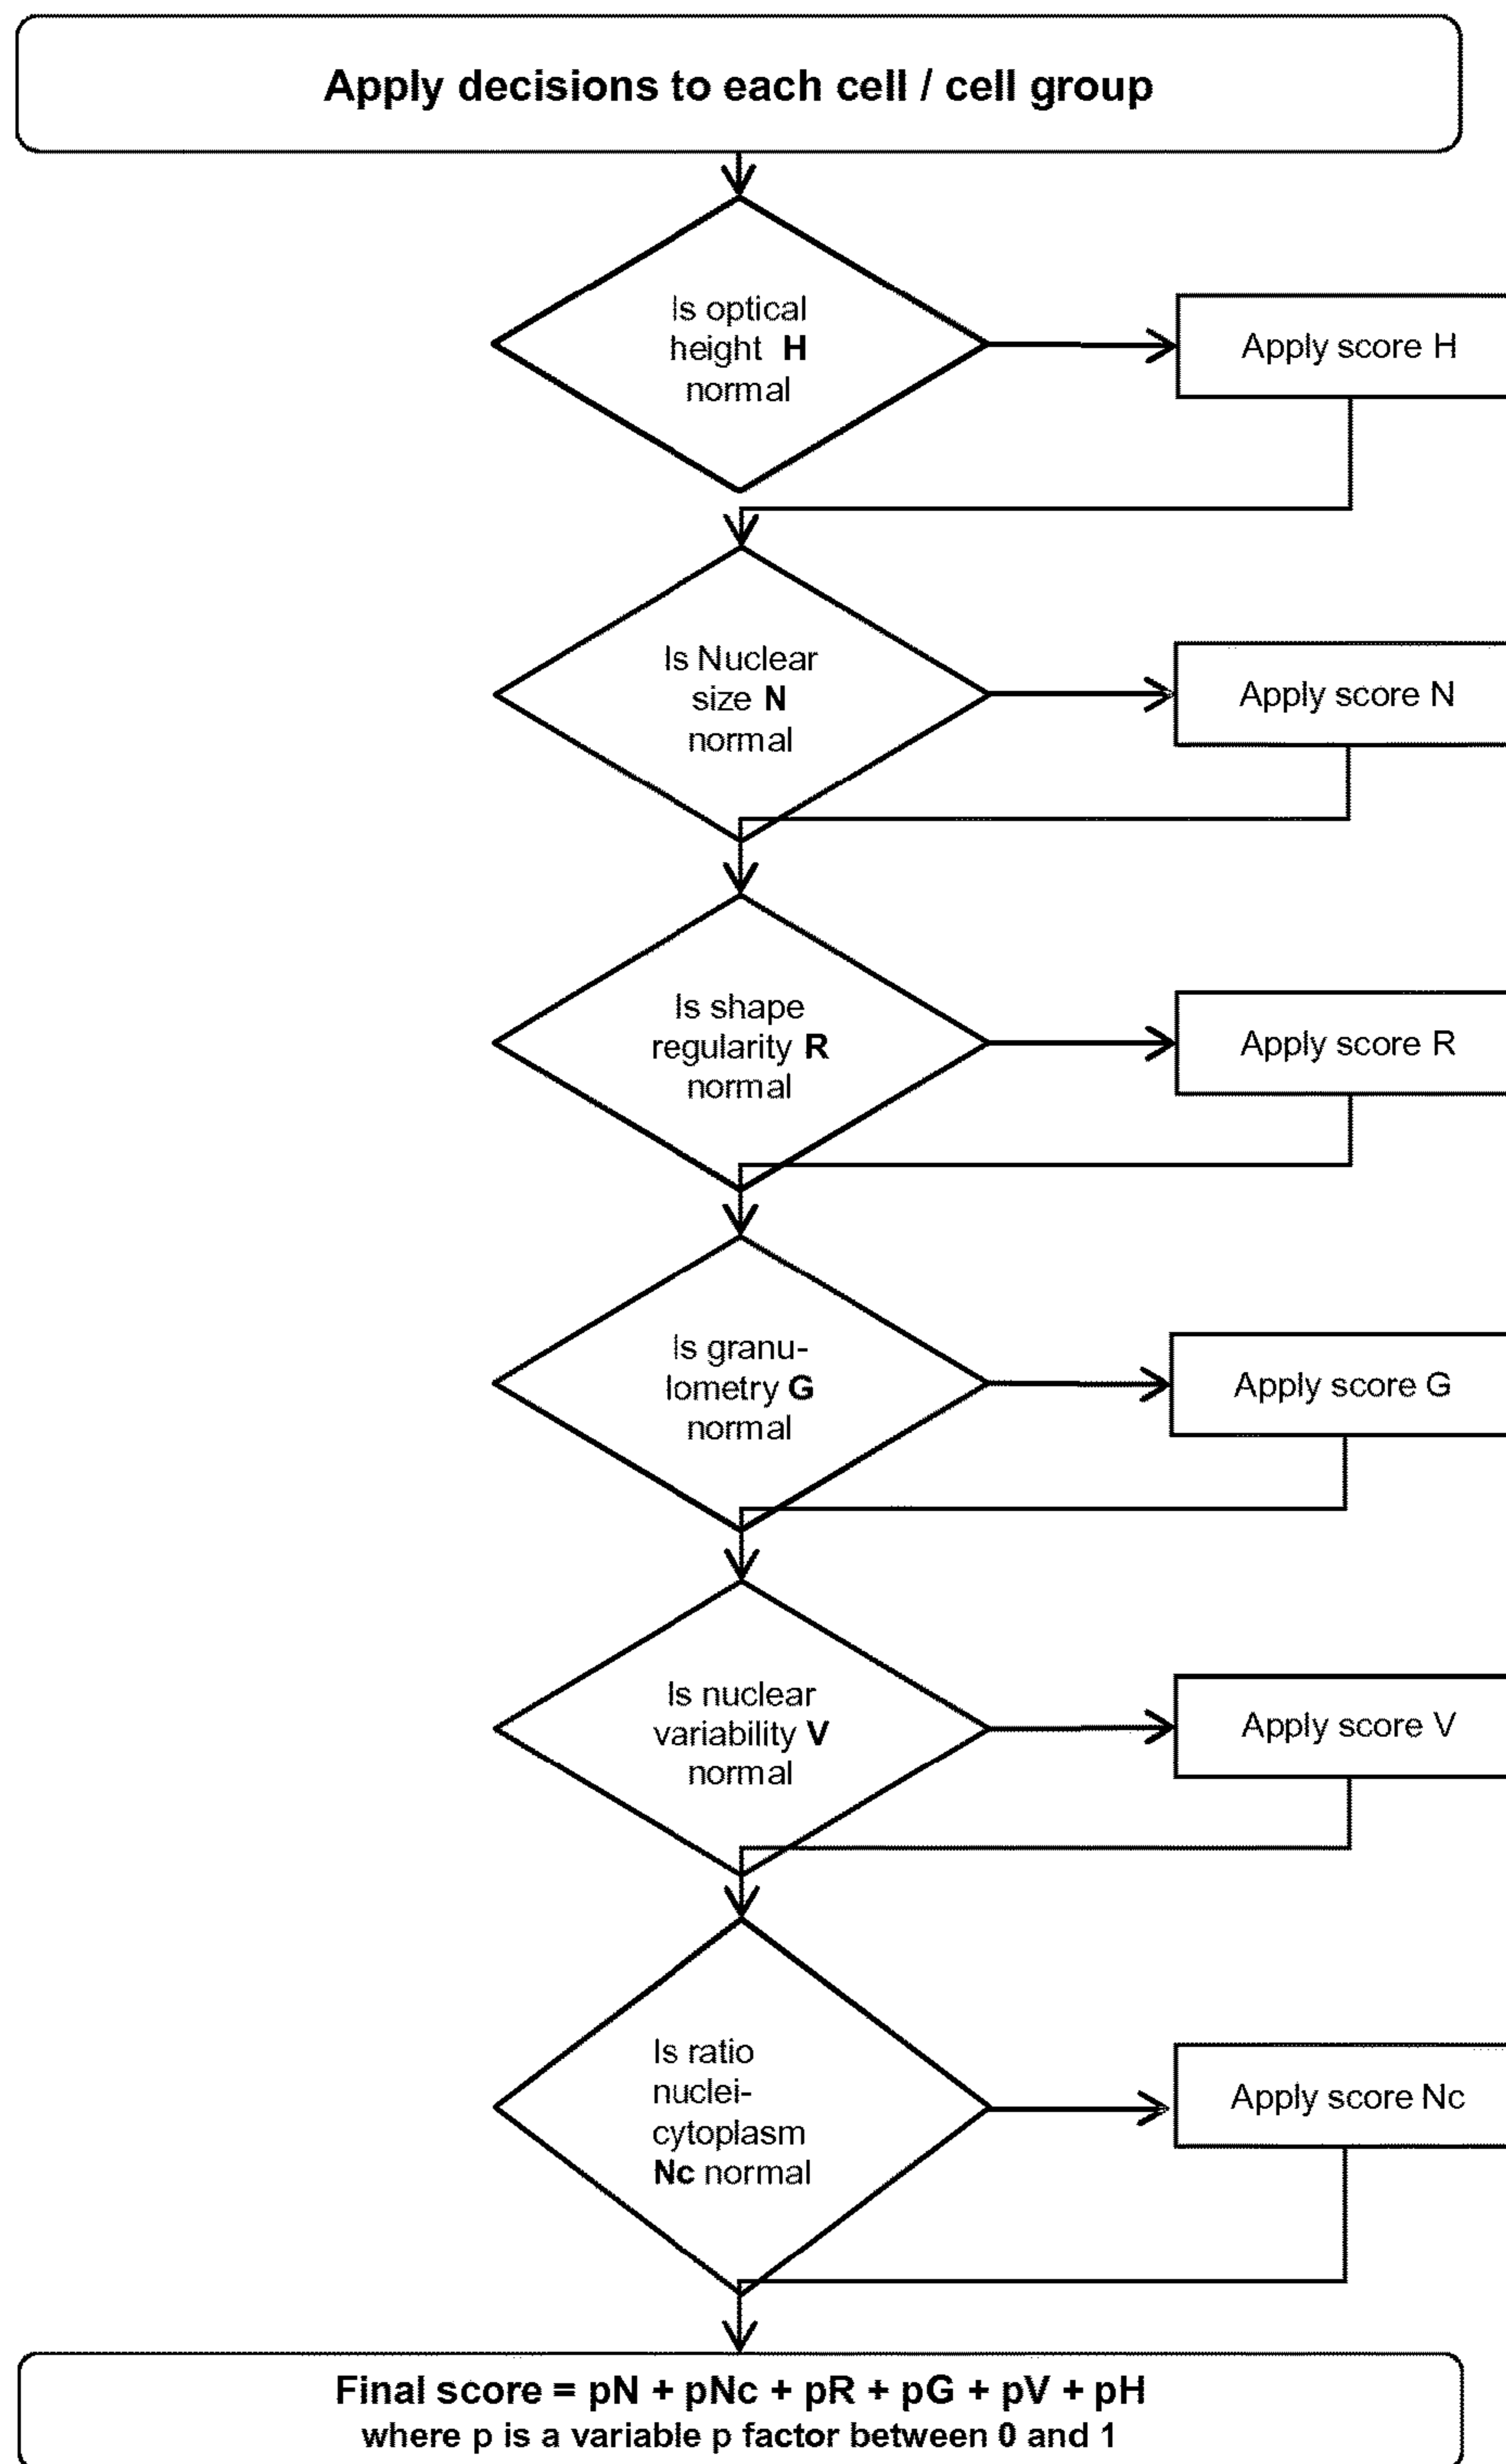 Apply decisions to each cell / cell group
Is optical
height H
normal
Apply score H
Is Nuclear
size N
normal
Apply score N
Is shape
regularity R
normal
Apply score R
Is granu-
lometry G
normal
Apply score G
Is nuclear
variability V
normal
Apply score V
Is ratio
nuclei-
cytoplasm
Nc normal
Apply score Nc
Final score = pN + pNc + pR + pG + pV + pH
where p is a variable p factor between 0 and 1